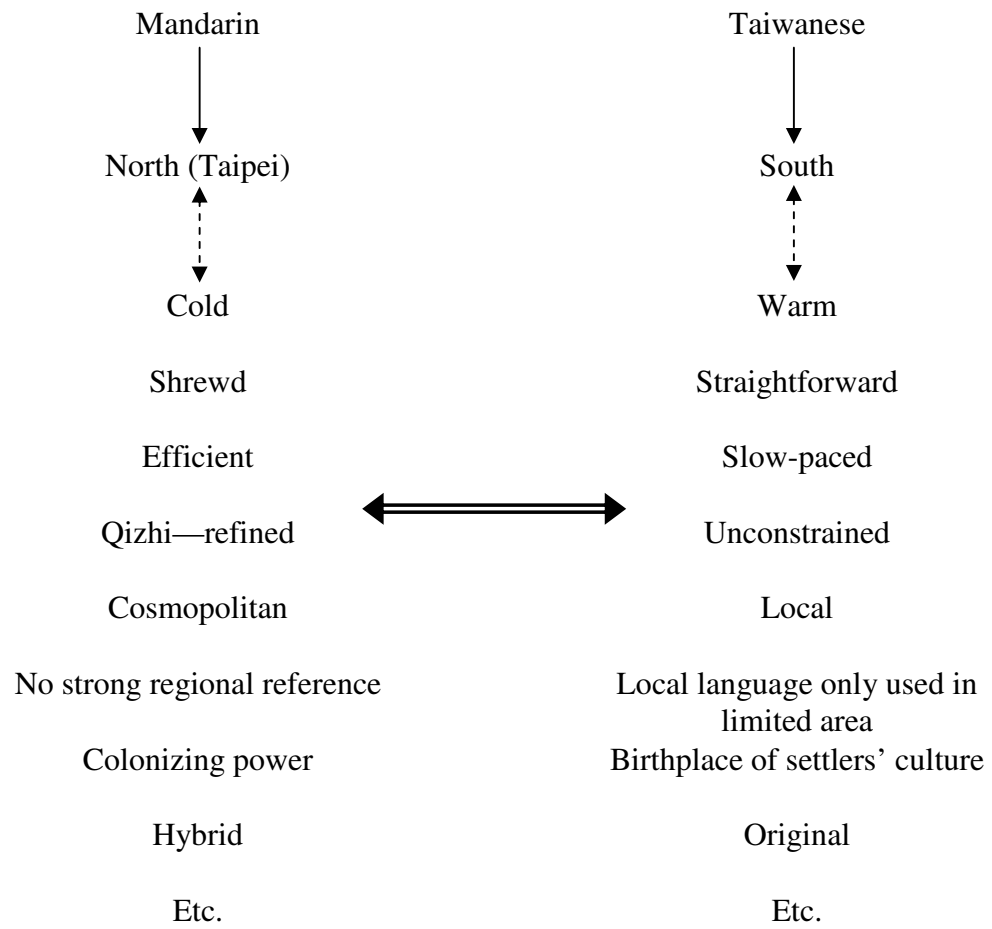 Mandarin
Taiwanese
North (Taipei)
South
Cold
Warm
Shrewd
Straightforward
Efficient
Slow-paced
Qizhi—refined
Unconstrained
Cosmopolitan
Local
No strong regional reference
Local language only used in
limited area
Colonizing power
Birthplace of settlers’ culture
Hybrid
Original
Etc.
Etc.